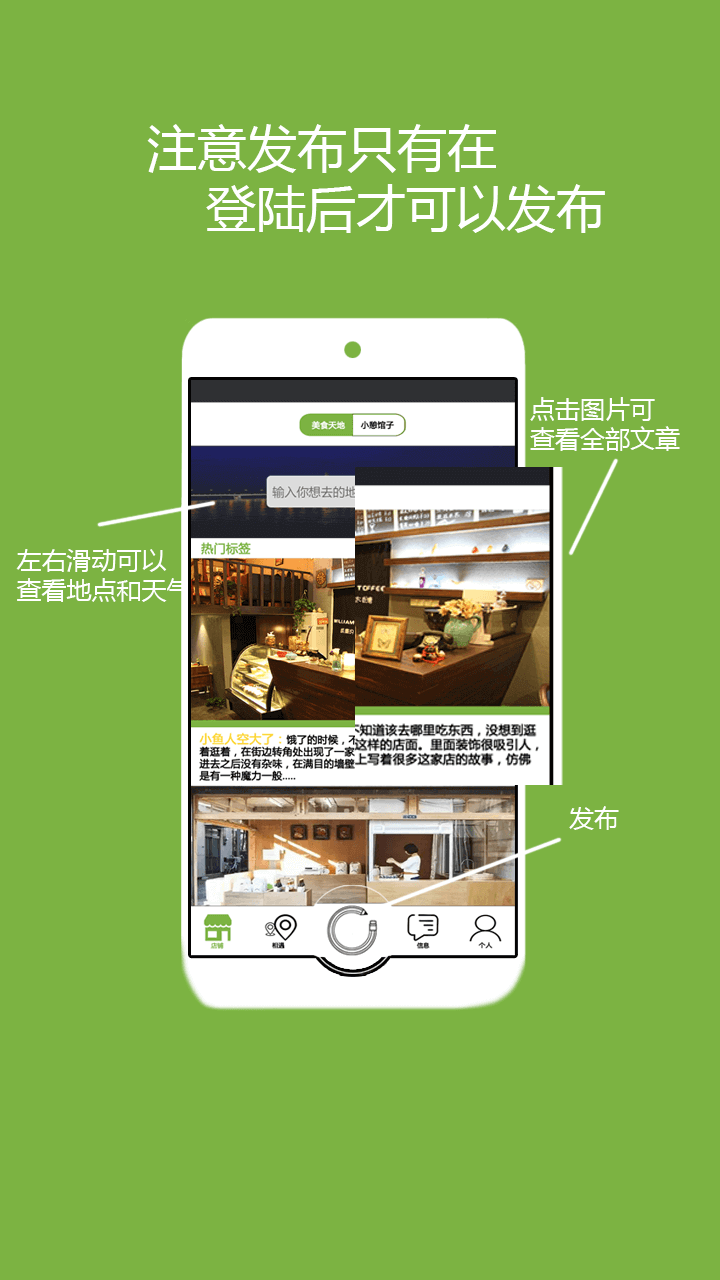 注意发布只有在
登陆后才可以发布
点击图片可
查看全部文章
美食天地 小憩馆子
输入你想去的地
左右滑动可以
查看地点和天气
热门标签
TOFFEE
WILLIAM
小鱼人空大了：饿了的时候，不
着逛着，在街边转角处出现了一家
进去之后没有杂味，在满目的墙壁
是有一种魔力一般.....
不知道该去哪里吃东西，没想到逛
这样的店面。里面装饰很吸引人，
上写着很多这家店的故事，仿佛
发布
店铺 相遇 信息 个人